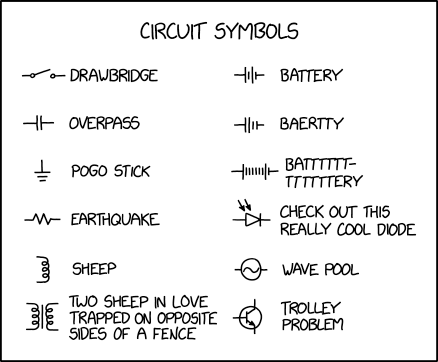 CIRCUIT SYMBOLS
DRAWBRIDGE
BATTERY
OVERPASS
BAERTTY
POGO STICK
BATTTTTT-
TTTTTTERY
EARTHQUAKE
CHECK OUT THIS
REALLY COOL DIODE
SHEEP
WAVE POOL
TWO SHEEP IN LOVE
TRAPPED ON OPPOSITE
SIDES OF A FENCE
TROLLEY
PROBLEM